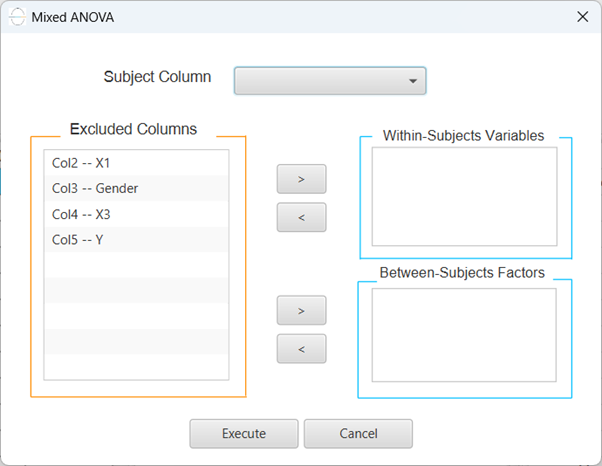 Mixed ANOVA
Subject Column
Excluded Columns
Col2 -- X1
Col3 -- Gender
Col4 -- X3
Col5 -- Y
>
<
Within-Subjects Variables
>
<
Between-Subjects Factors
Execute
Cancel